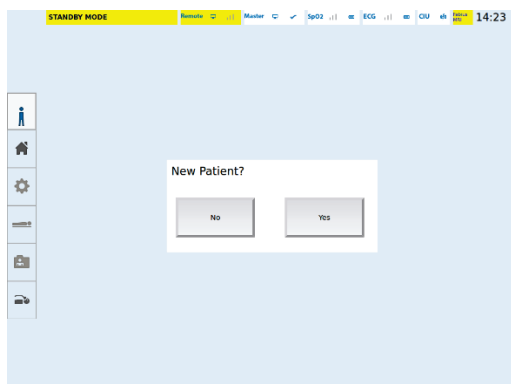 STANDBY MODE Remote Master SpO2 ECG CIU 14:23
New Patient?
No Yes